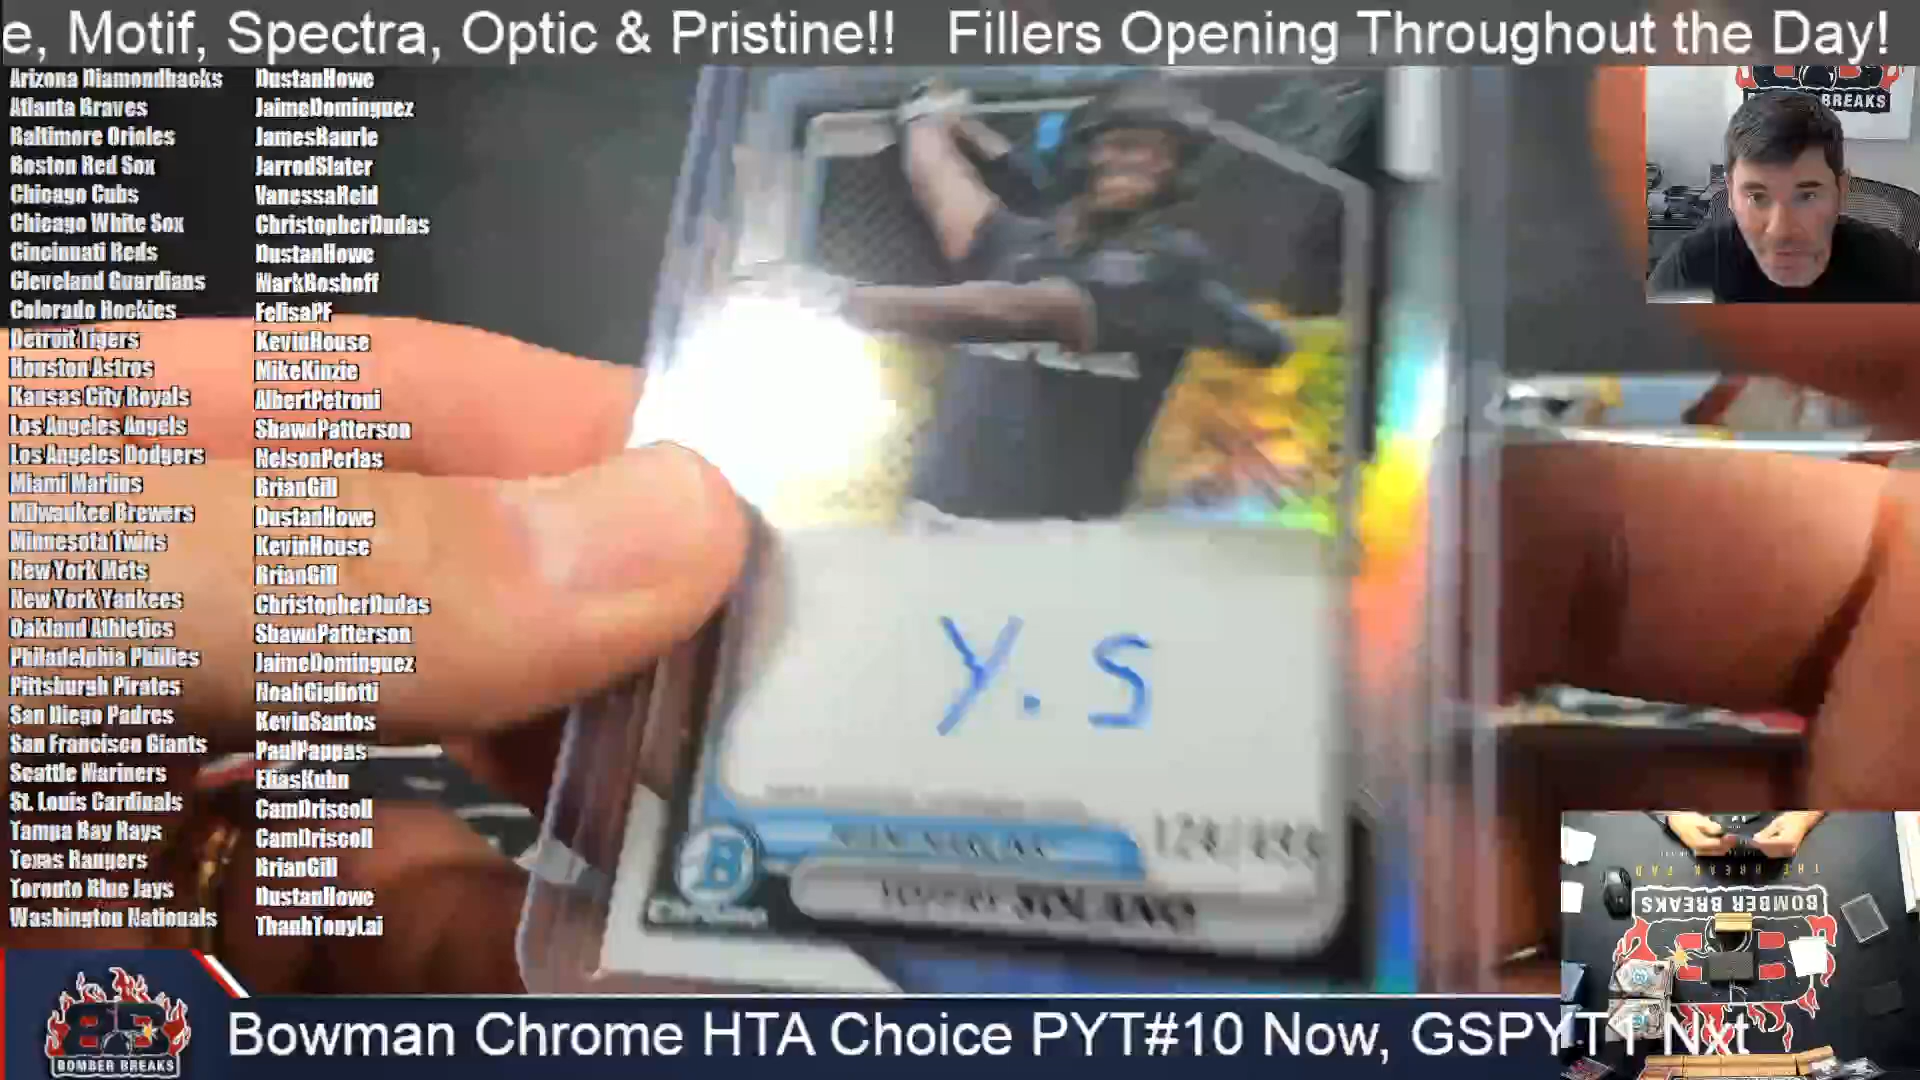 e, Motif, Spectra, Optic & Pristine!! Fillers Opening Throughout the Day!
Arizona Diamondbacks DustanHowe
Atlanta Braves JaimeDominguez
Baltimore Orioles JamesBaurle
Boston Red Sox JarrodSlater
Chicago Cubs VanessaReid
Chicago White Sox ChristopherDudas
Cincinnati Reds DustanHowe
Cleveland Guardians MarkBoshoff
Colorado Rockies FelisaPF
Detroit Tigers KevinHouse
Houston Astros MikeKinzie
Kansas City Royals AlbertPetroni
Los Angeles Angels ShawnPatterson
Los Angeles Dodgers NelsonPerlas
Miami Marlins BrianGill
Milwaukee Brewers DustanHowe
Minnesota Twins KevinHouse
New York Mets BrianGill
New York Yankees ChristopherDudas
Oakland Athletics ShawnPatterson
Philadelphia Phillies JaimeDominguez
Pittsburgh Pirates NoahGigliotti
San Diego Padres KevinSantos
San Francisco Giants PaulPappas
Seattle Mariners EliasKuhn
St. Louis Cardinals CamDriscoll
Tampa Bay Rays CamDriscoll
Texas Rangers BrianGill
Toronto Blue Jays DustanHowe
Washington Nationals ThanhTonyLai
BREAKS
Y.S
THE BREAK PAD
BOMBER BREAKS
BOMBER BREAKS
Bowman Chrome HTA Choice PYT#10 Now, GSPYT1 Nxt